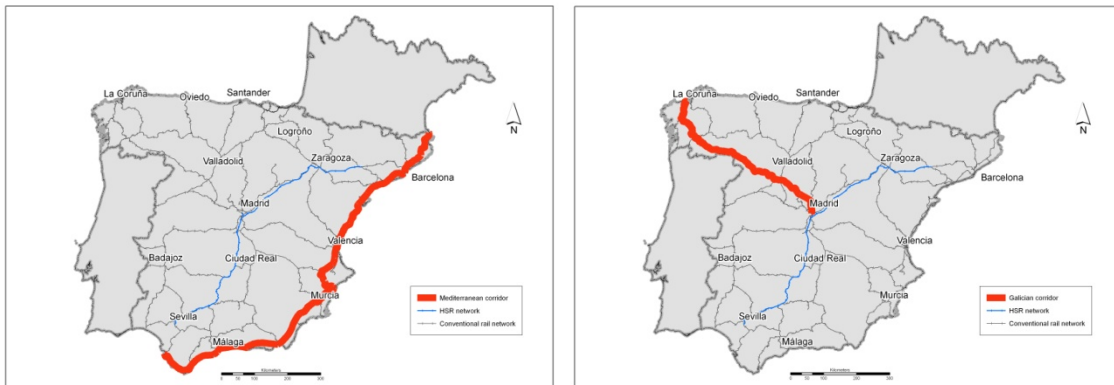 La Coruña
Oviedo
Santander
Logroño
Valladolid
Zaragoza
Barcelona
Madrid
Valencia
Badajoz
Ciudad Real
Murcia
Sevilla
Málaga
N
Mediterranean corridor
HSR network
Conventional rail network
Kilometers
La Coruña
Oviedo
Santander
Logroño
Valladolid
Zaragoza
Barcelona
Madrid
Valencia
Badajoz
Ciudad Real
Murcia
Sevilla
Málaga
N
Galician corridor
HSR network
Conventional rail network
Kilometers